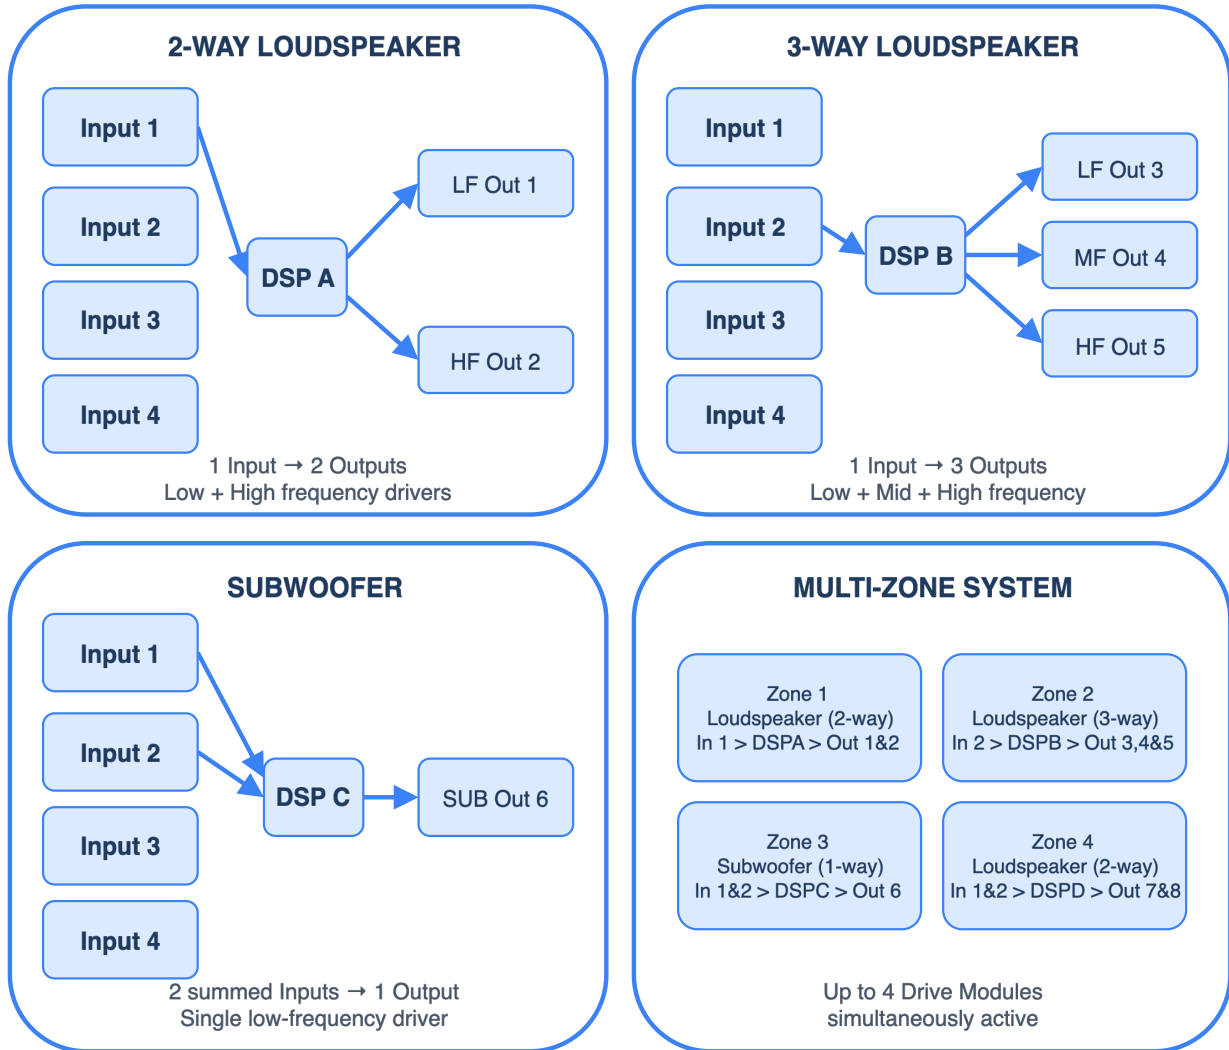 2-WAY LOUDSPEAKER
Input 1
Input 2
Input 3
Input 4
DSP A
LF Out 1
HF Out 2
1 Input → 2 Outputs
Low + High frequency drivers
3-WAY LOUDSPEAKER
Input 1
Input 2
Input 3
Input 4
DSP B
LF Out 3
MF Out 4
HF Out 5
1 Input → 3 Outputs
Low + Mid + High frequency
SUBWOOFER
Input 1
Input 2
Input 3
Input 4
DSP C
SUB Out 6
2 summed Inputs → 1 Output
Single low-frequency driver
MULTI-ZONE SYSTEM
Zone 1
Loudspeaker (2-way)
In 1 > DSPA > Out 1&2
Zone 2
Loudspeaker (3-way)
In 2 > DSPB > Out 3,4&5
Zone 3
Subwoofer (1-way)
In 1&2 > DSPC > Out 6
Zone 4
Loudspeaker (2-way)
In 1&2 > DSPD > Out 7&8
Up to 4 Drive Modules
simultaneously active